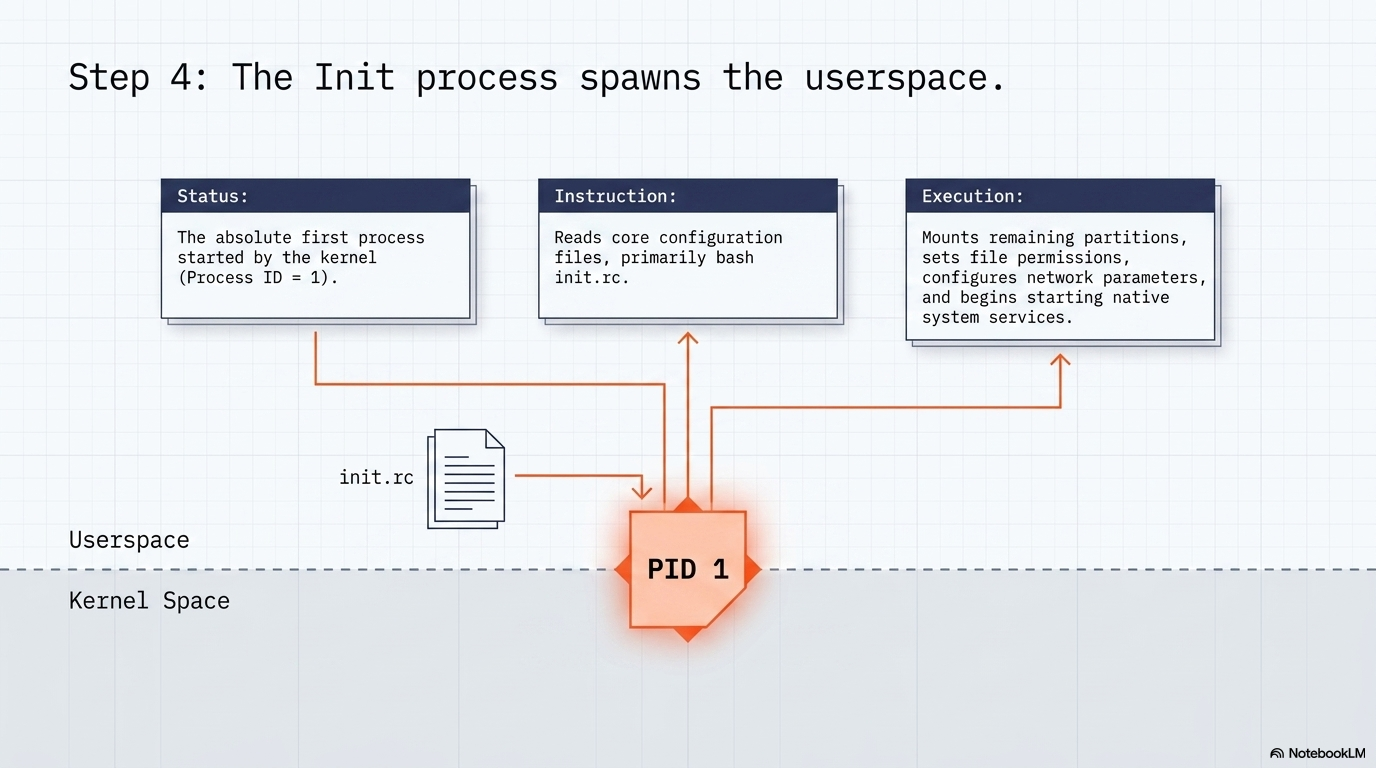 Step 4: The Init process spawns the userspace.
Status:
The absolute first process
started by the kernel
(Process ID = 1).
Instruction:
Reads core configuration
files, primarily bash
init.rc.
Execution:
Mounts remaining partitions,
sets file permissions,
configures network parameters,
and begins starting native
system services.
init.rc
Userspace
PID 1
Kernel Space
NotebookLM